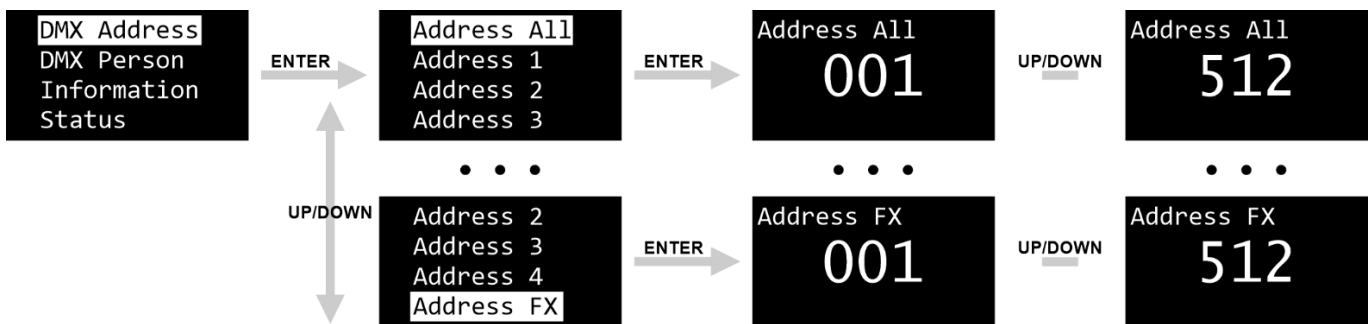 DMX Address
DMX Person
Information
Status
ENTER
Address All
Address 1
Address 2
Address 3
ENTER
Address All
001
UP/DOWN
Address All
512
• • •
• • •
• • •
UP/DOWN
Address 2
Address 3
Address 4
Address FX
ENTER
Address FX
001
UP/DOWN
Address FX
512